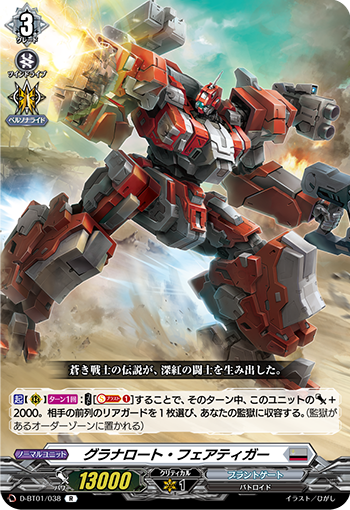 3
グレード
ツインドライブ
ペルソナライド
蒼き戦士の伝説が、深紅の闘士を生み出した。
起【R】ターン1回：【ソウルブラスト1】することで、そのターン中、このユニットの+
2000。相手の前列のリアガードを1枚選び、あなたの監獄に収容する。（監獄
があるオーダーゾーンに置かれる）
ノーマルユニット
グラナロート・フェアティガー
パワー
13000
クリティカル
1
ブラントゲート
バトロイド
D-BT01/038
R
イラスト／ひがし